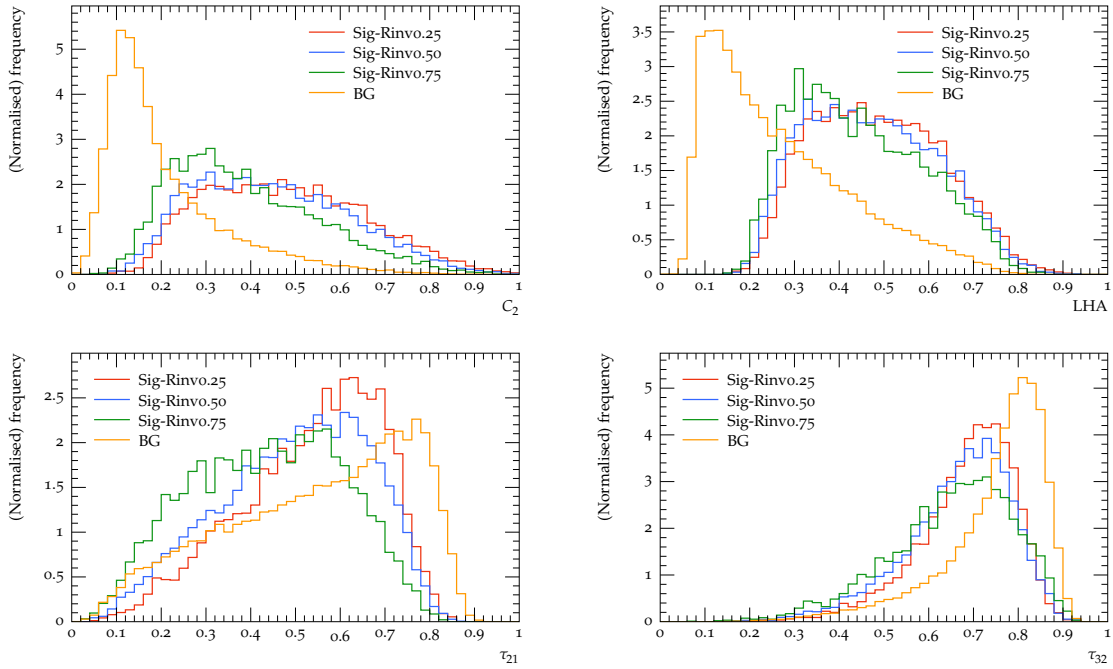 Sig-Rinv0.25
Sig-Rinv0.50
Sig-Rinv0.75
BG
(Normalised) frequency
5
4
3
2
1
0
0 0.1 0.2 0.3 0.4 0.5 0.6 0.7 0.8 0.9 1
C₂
Sig-Rinv0.25
Sig-Rinv0.50
Sig-Rinv0.75
BG
(Normalised) frequency
3.5
3
2.5
2
1.5
1
0.5
0
0 0.1 0.2 0.3 0.4 0.5 0.6 0.7 0.8 0.9 1
LHA
Sig-Rinv0.25
Sig-Rinv0.50
Sig-Rinv0.75
BG
(Normalised) frequency
2.5
2
1.5
1
0.5
0
0 0.1 0.2 0.3 0.4 0.5 0.6 0.7 0.8 0.9 1
τ₂₁
Sig-Rinv0.25
Sig-Rinv0.50
Sig-Rinv0.75
BG
(Normalised) frequency
5
4
3
2
1
0
0 0.1 0.2 0.3 0.4 0.5 0.6 0.7 0.8 0.9 1
τ₃₂